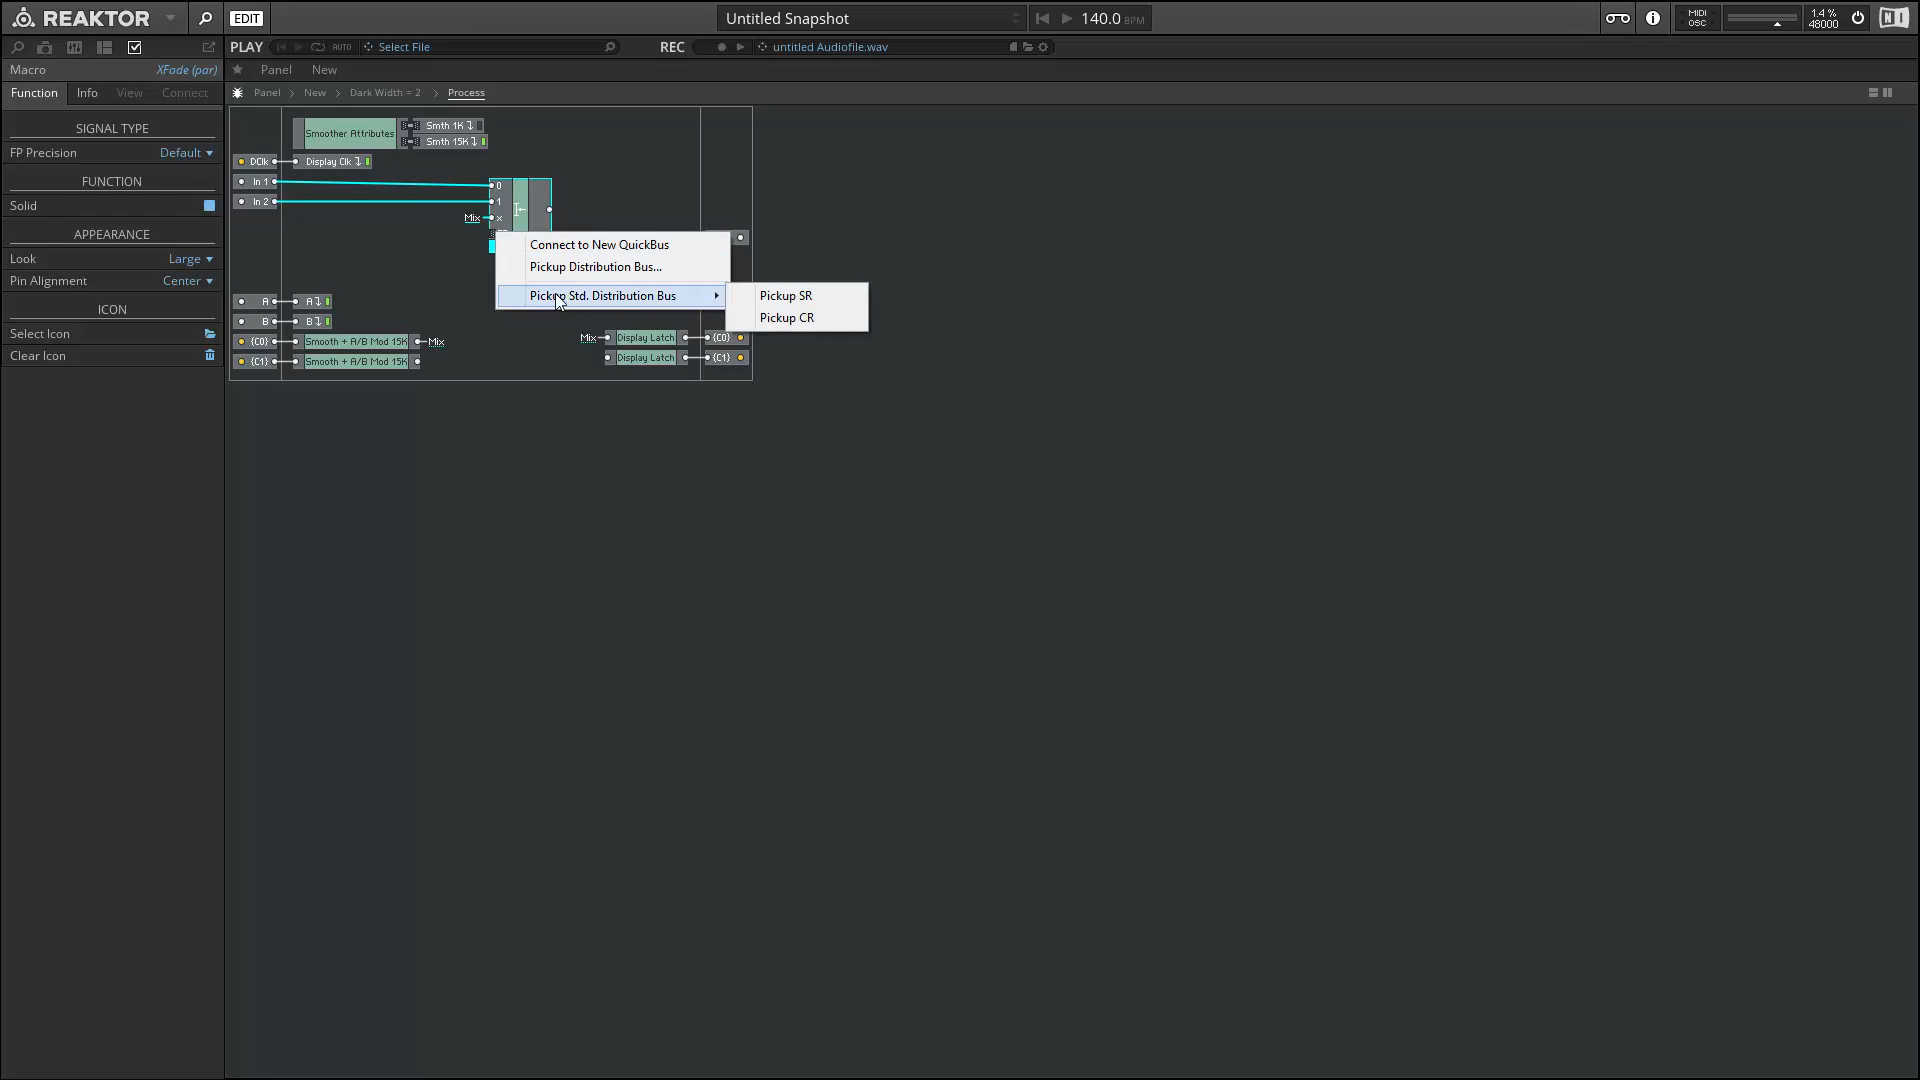 REAKTOR
EDIT
Untitled Snapshot
140.0 BPM
MIDI
OSC
1.4 %
48000
NI
PLAY
AUTO
Select File
REC
untitled Audiofile.wav
Macro
XFade (par)
Panel
New
Function
Info
View
Connect
Panel > New > Dark Width = 2 > Process
SIGNAL TYPE
FP Precision
Default
FUNCTION
Solid
APPEARANCE
Look
Large
Pin Alignment
Center
ICON
Select Icon
Clear Icon
Smoother Attributes
Smth 1K
Smth 15K
DClk
Display Clk
In 1
In 2
0
1
Mix
x
Connect to New QuickBus
Pickup Distribution Bus...
Pickup Std. Distribution Bus
Pickup SR
Pickup CR
A
A
B
B
{C0}
Smooth + A/B Mod 15K
Mix
{C1}
Smooth + A/B Mod 15K
Mix
Display Latch
{C0}
Display Latch
{C1}